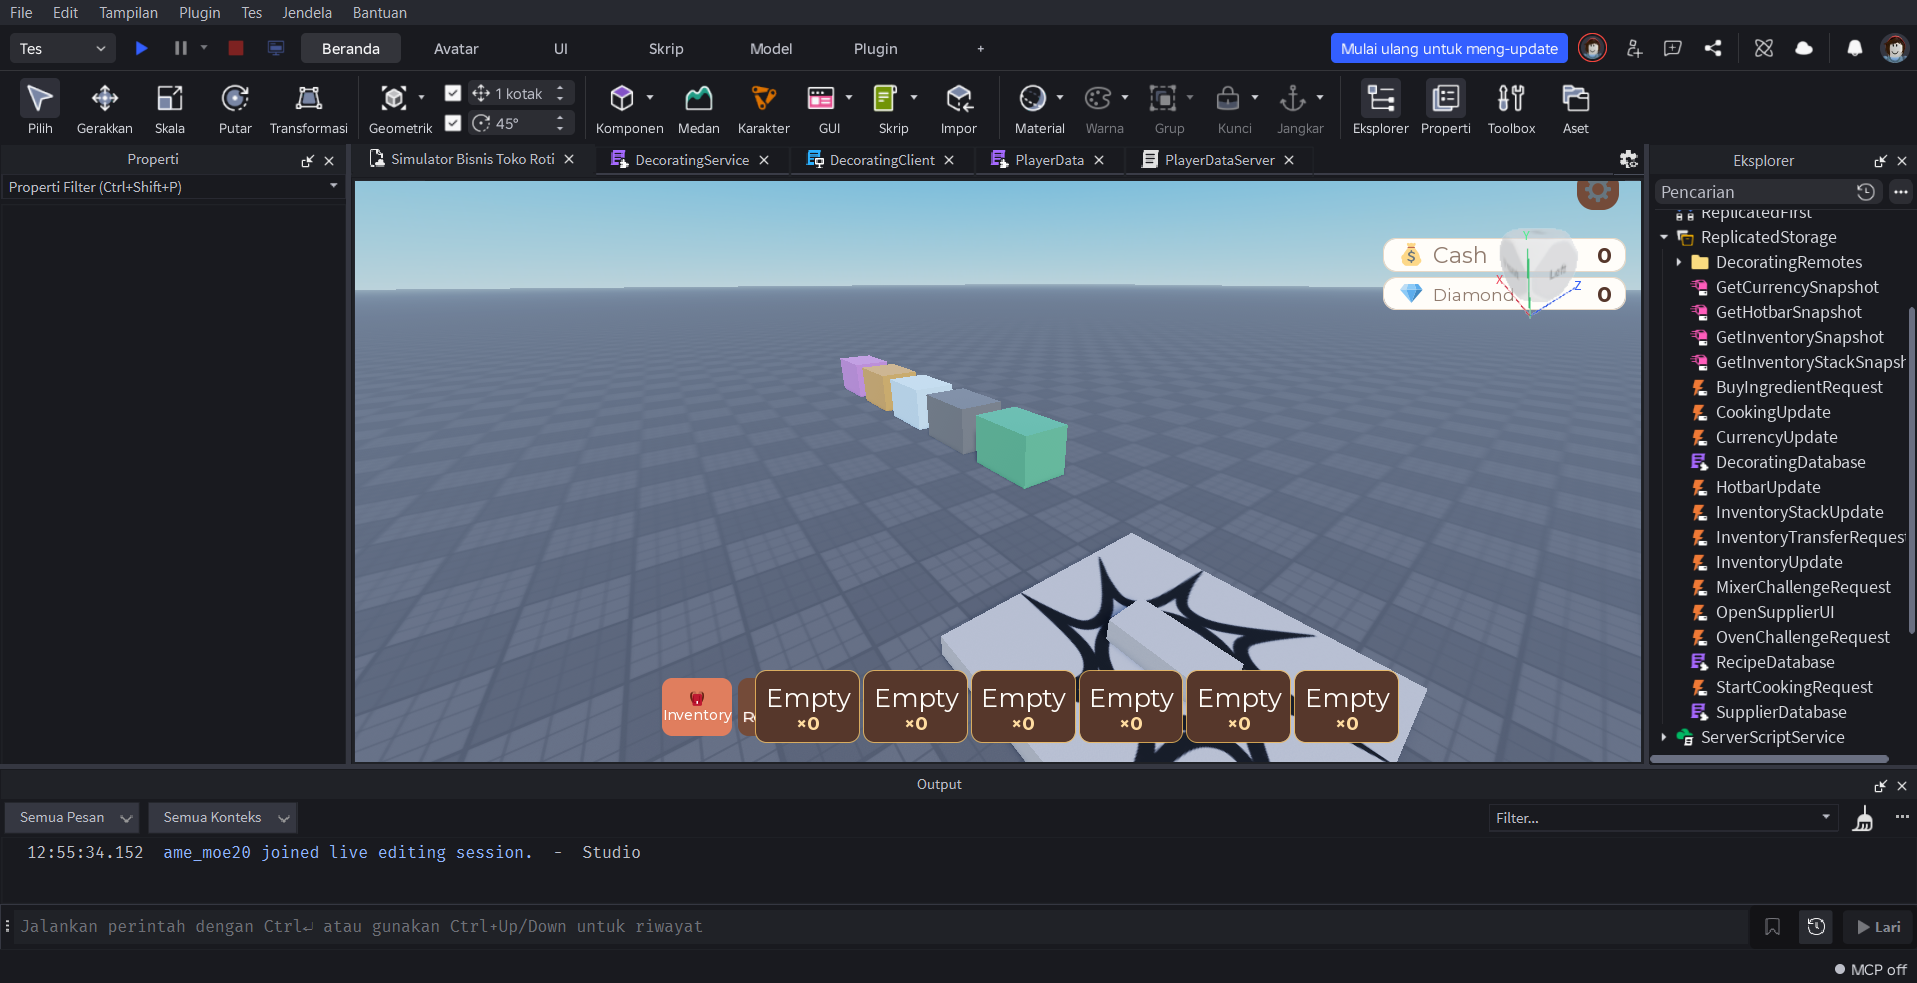 File Edit Tampilan Plugin Tes Jendela Bantuan
Tes Beranda Avatar UI Skrip Model Plugin + Mulai ulang untuk meng-update
1 kotak
45°
Pilih Gerakkan Skala Putar Transformasi Geometrik Komponen Medan Karakter GUI Skrip Impor Material Warna Grup Kunci Jangkar Eksplorer Properti Toolbox Aset
Properti
Properti Filter (Ctrl+Shift+P)
Simulator Bisnis Toko Roti DecoratingService DecoratingClient PlayerData PlayerDataServer
Cash 0
Diamond 0
Y
X
Z
Left
Inventory
Empty ×0
Empty ×0
Empty ×0
Empty ×0
Empty ×0
Empty ×0
Eksplorer
Pencarian
ReplicatedFirst
ReplicatedStorage
DecoratingRemotes
GetCurrencySnapshot
GetHotbarSnapshot
GetInventorySnapshot
GetInventoryStackSnapsh
BuyIngredientRequest
CookingUpdate
CurrencyUpdate
DecoratingDatabase
HotbarUpdate
InventoryStackUpdate
InventoryTransferReques
InventoryUpdate
MixerChallengeRequest
OpenSupplierUI
OvenChallengeRequest
RecipeDatabase
StartCookingRequest
SupplierDatabase
ServerScriptService
Output
Semua Pesan Semua Konteks Filter...
12:55:34.152 ame_moe20 joined live editing session. - Studio
Jalankan perintah dengan Ctrl↵ atau gunakan Ctrl+Up/Down untuk riwayat
Lari
MCP off